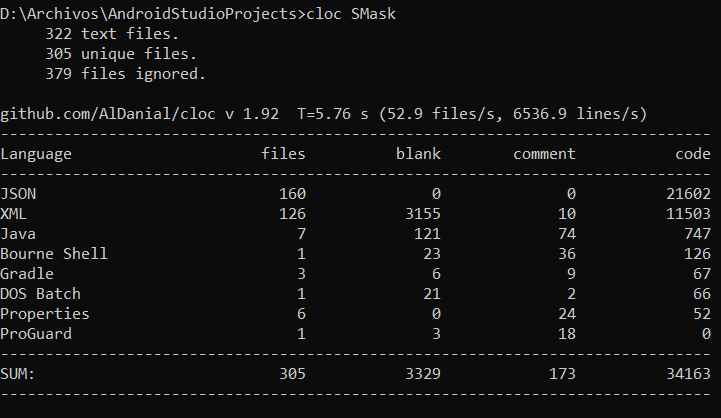 D:\Archivos\AndroidStudioProjects>cloc SMask
     322 text files.
     305 unique files.
     379 files ignored.
github.com/AlDanial/cloc v 1.92  T=5.76 s (52.9 files/s, 6536.9 lines/s)
-------------------------------------------------------------------------------
Language                     files          blank        comment           code
-------------------------------------------------------------------------------
JSON                           160              0              0          21602
XML                            126           3155             10          11503
Java                             7            121             74            747
Bourne Shell                     1             23             36            126
Gradle                           3              6              9             67
DOS Batch                        1             21              2             66
Properties                       6              0             24             52
ProGuard                         1              3             18              0
-------------------------------------------------------------------------------
SUM:                           305           3329            173          34163
-------------------------------------------------------------------------------